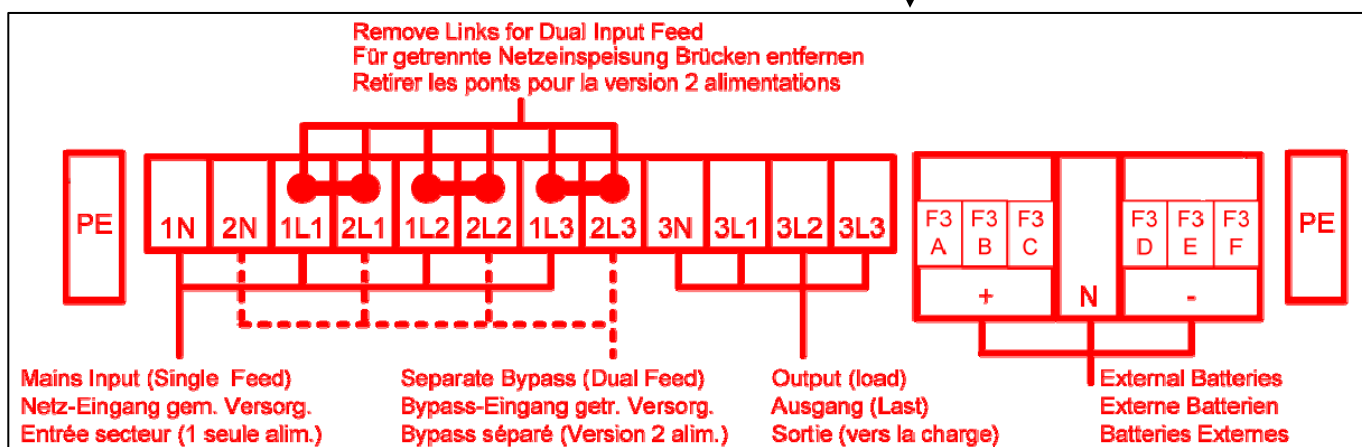 Remove Links for Dual Input Feed
Für getrennte Netzeinspeisung Brücken entfernen
Retirer les ponts pour la version 2 alimentations
PE 1N 2N 1L1 2L1 1L2 2L2 1L3 2L3 3N 3L1 3L2 3L3
F3 A F3 B F3 C
+ N -
F3 D F3 E F3 F
PE
Mains Input (Single Feed)
Netz-Eingang gem. Versorg.
Entrée secteur (1 seule alim.)
Separate Bypass (Dual Feed)
Bypass-Eingang getr. Versorg.
Bypass séparé (Version 2 alim.)
Output (load)
Ausgang (Last)
Sortie (vers la charge)
External Batteries
Externe Batterien
Batteries Externes